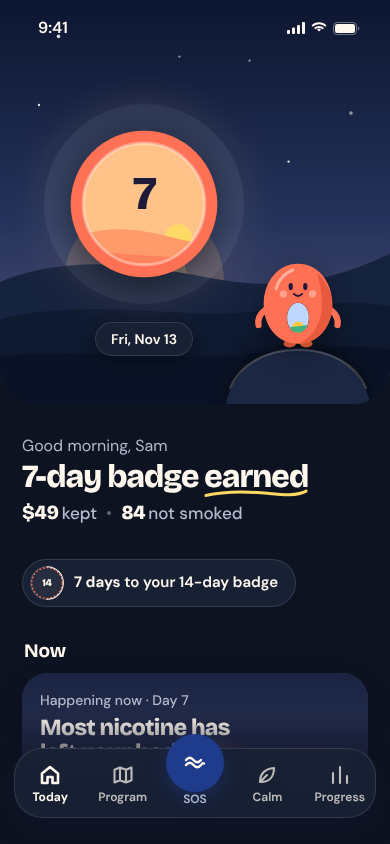 9:41
7
Fri, Nov 13
Good morning, Sam
7-day badge earned
$49 kept • 84 not smoked
14 7 days to your 14-day badge
Now
Happening now · Day 7
Most nicotine has
Today Program SOS Calm Progress